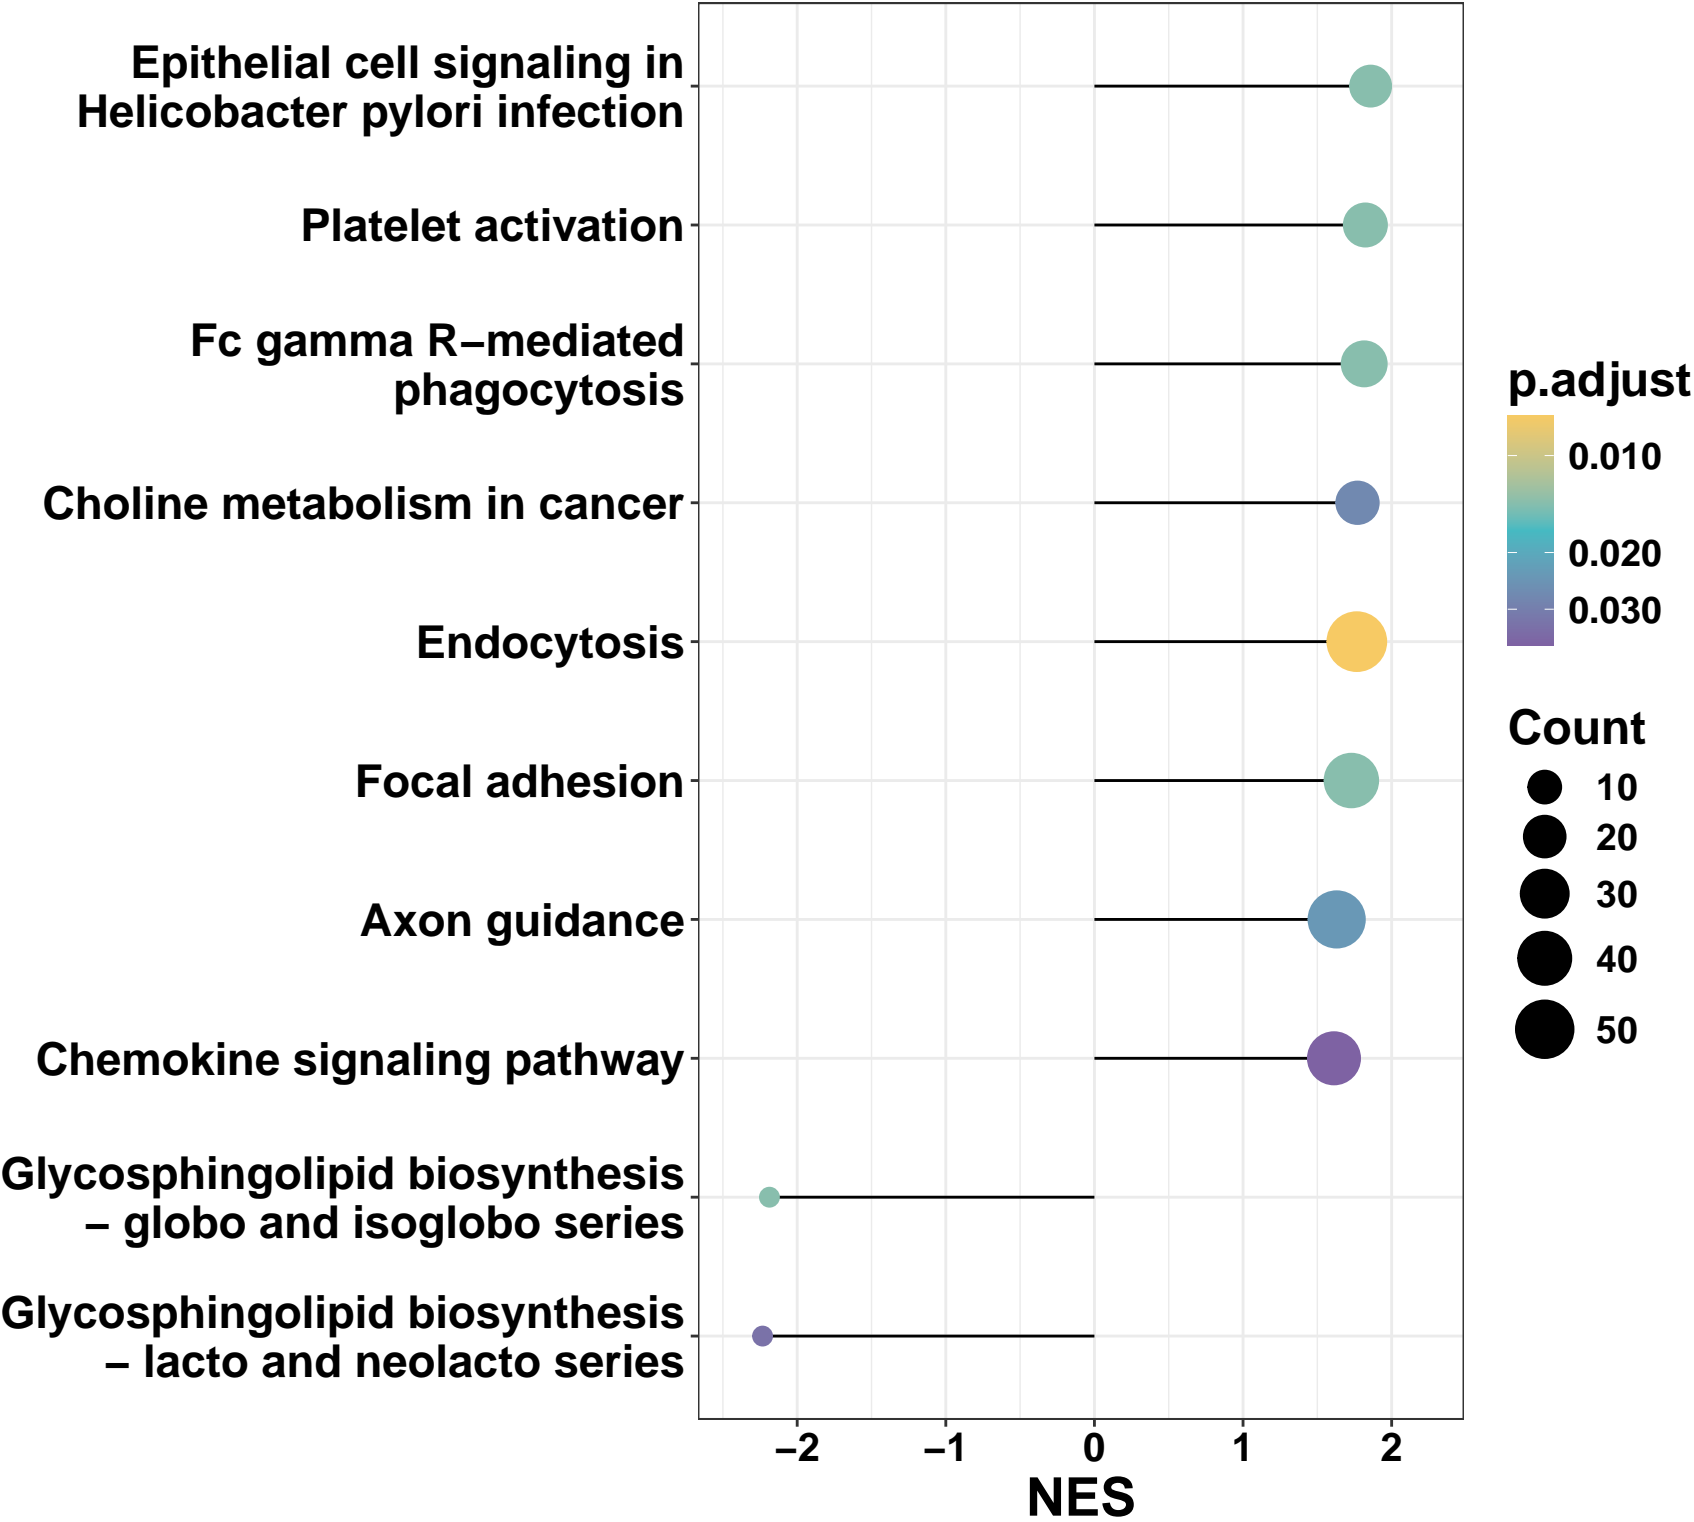 Epithelial cell signaling in
Helicobacter pylori infection
Platelet activation
Fc gamma R−mediated
phagocytosis
Choline metabolism in cancer
Endocytosis
Focal adhesion
Axon guidance
Chemokine signaling pathway
Glycosphingolipid biosynthesis
− globo and isoglobo series
Glycosphingolipid biosynthesis
− lacto and neolacto series
−2 −1 0 1 2
NES
p.adjust
0.010
0.020
0.030
Count
10
20
30
40
50